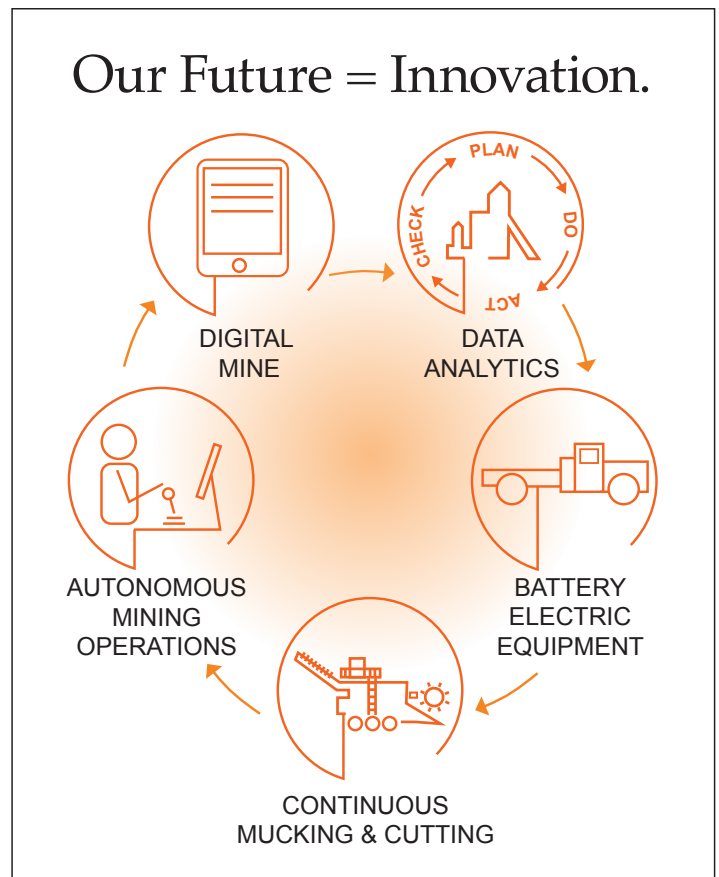 Our Future = Innovation.
PLAN
DO
ACT
CHECK
DIGITAL
MINE
DATA
ANALYTICS
BATTERY
ELECTRIC
EQUIPMENT
CONTINUOUS
MUCKING & CUTTING
AUTONOMOUS
MINING
OPERATIONS